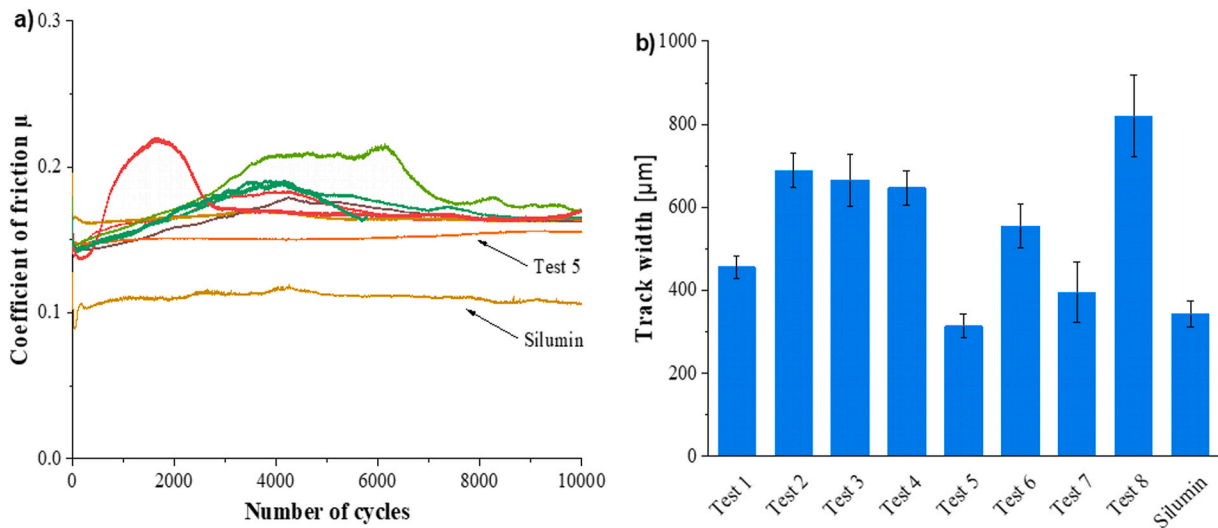 a)
0.3
0.2
0.1
0.0
Coefficient of friction μ
Test 5
Silumin
0
2000
4000
6000
8000
10000
Number of cycles
b)
1000
800
600
400
200
0
Track width [μm]
Test 1
Test 2
Test 3
Test 4
Test 5
Test 6
Test 7
Test 8
Silumin